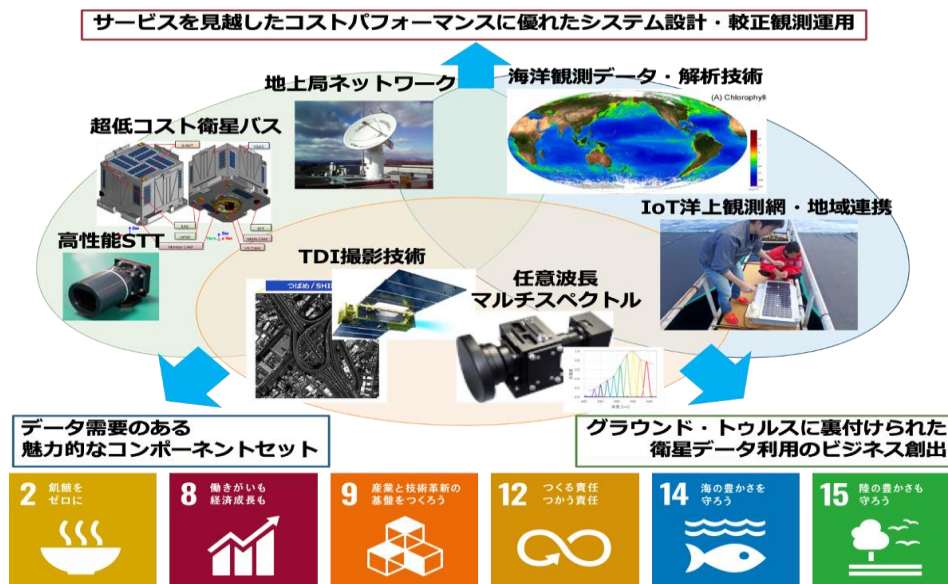 サービスを見越したコストパフォーマンスに優れたシステム設計・較正観測運用
地上局ネットワーク
海洋観測データ・解析技術
(A) Chlorophyll
超低コスト衛星バス
IoT洋上観測網・地域連携
高性能STT
TDI撮影技術
任意波長
マルチスペクトル
つばめ/SHI
データ需要のある
魅力的なコンポーネントセット
グラウンド・トゥルスに裏付けられた
衛星データ利用のビジネス創出
2 飢餓を
ゼロに
8 働きがいも
経済成長も
9 産業と技術革新の
基盤をつくろう
12 つくる責任
つかう責任
14 海の豊かさを
守ろう
15 陸の豊かさも
守ろう